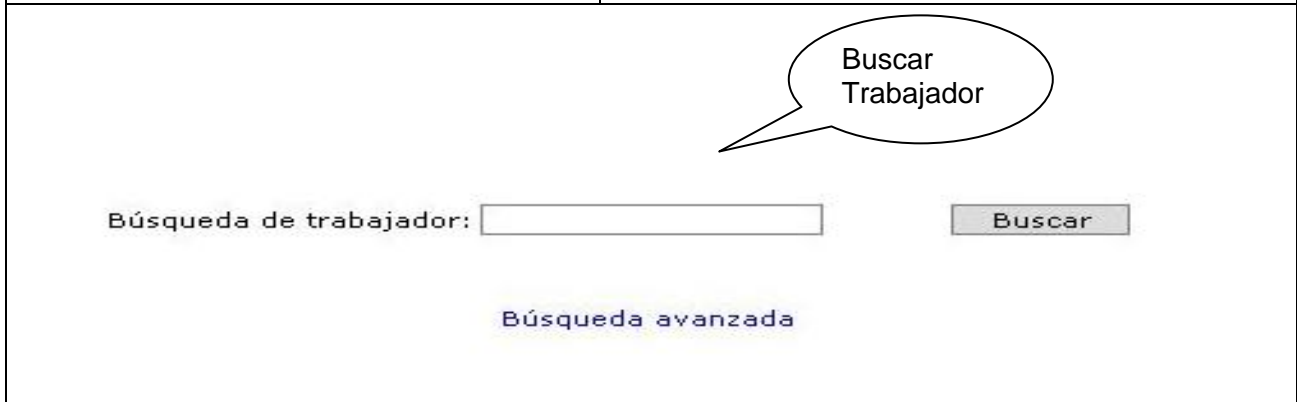 Buscar
Trabajador
Búsqueda de trabajador:
Buscar
Búsqueda avanzada